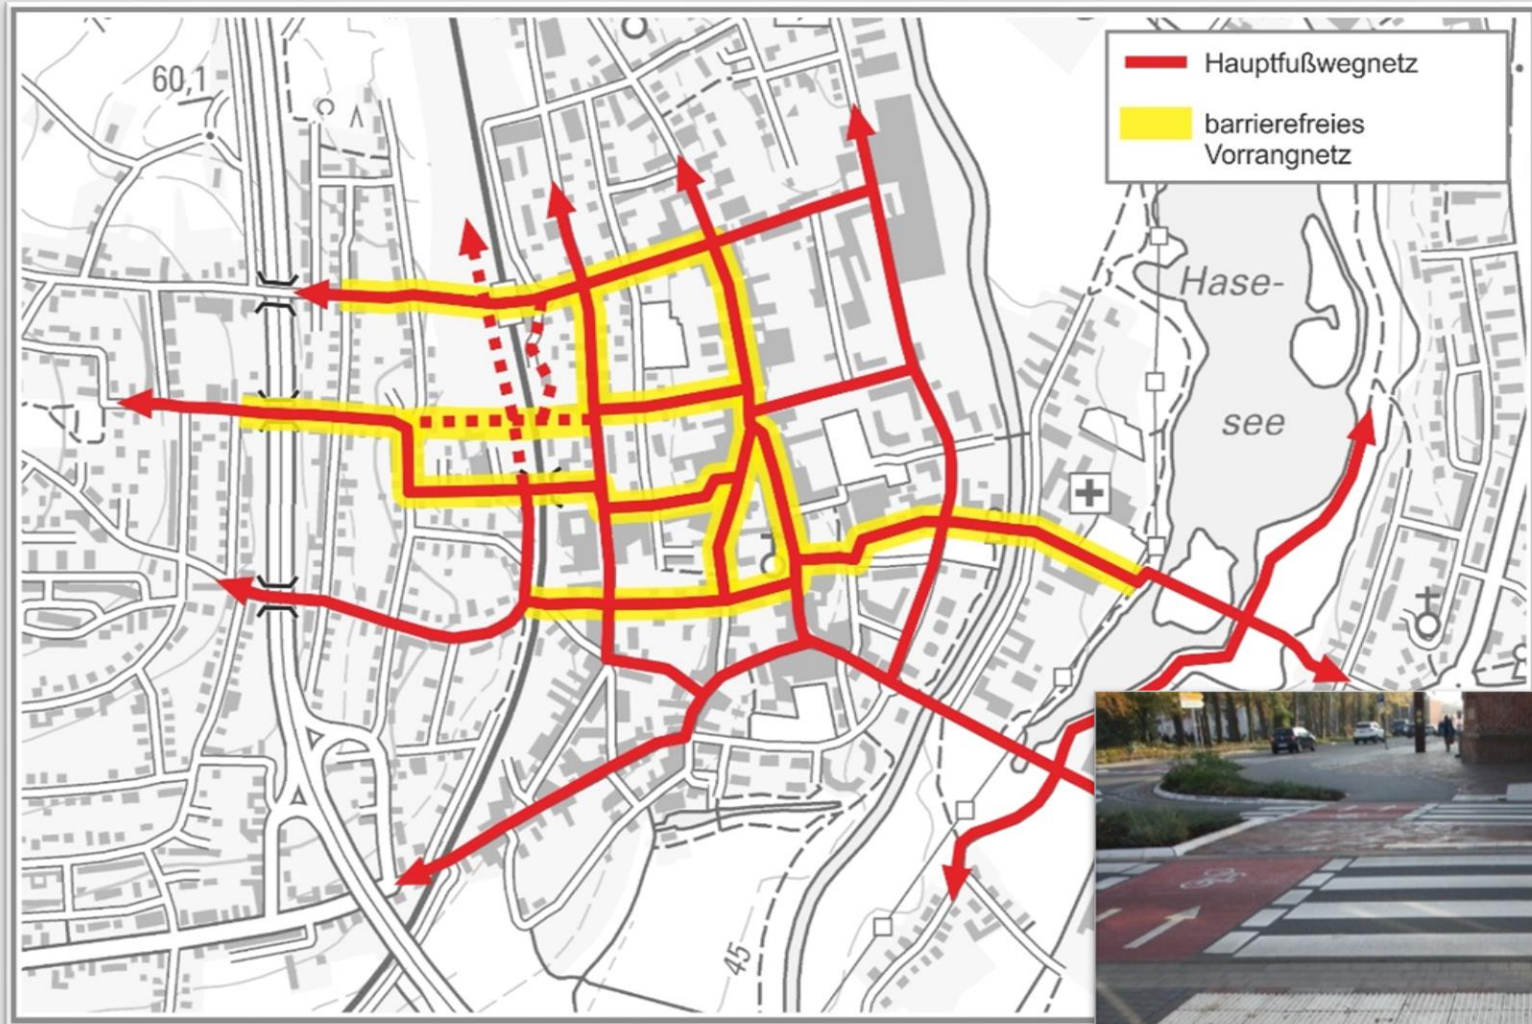 60,1
Hauptfußwegnetz
barrierefreies
Vorrangnetz
Hase-
see
45